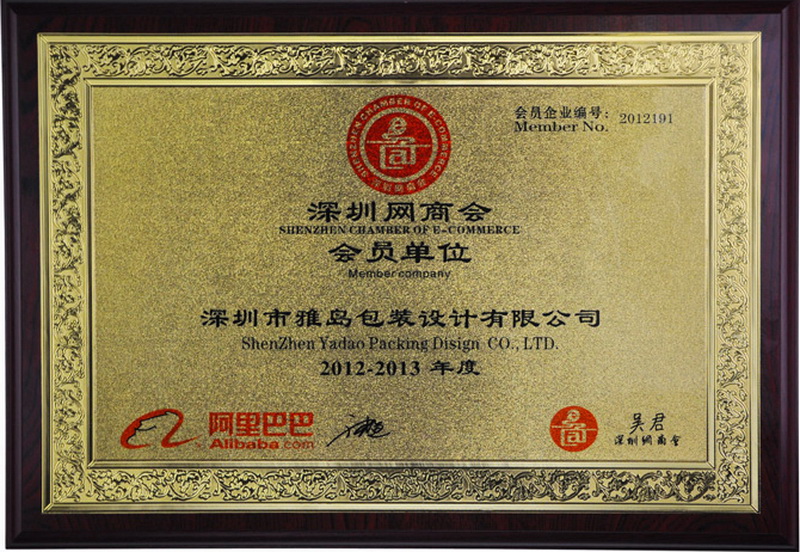 SHENZHEN CHAMBER OF E-COMMERCE
会员企业编号: 2012191
Member No.
深圳网商会
SHENZHEN CHAMBER OF E-COMMERCE
会员单位
Member company
深圳市雅岛包装设计有限公司
ShenZhen Yadao Packing Disign CO., LTD.
2012-2013 年度
阿里巴巴
Alibaba.com
吴君
深圳網商會